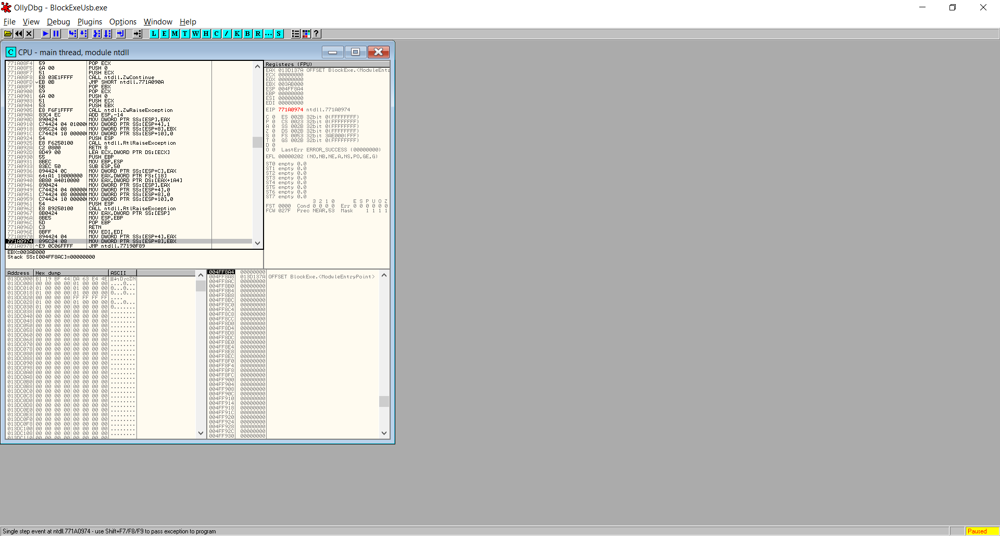 OllyDbg - BlockExeUsb.exe
File View Debug Plugins Options Window Help
L E M T W H C / K B R ... S ?
C CPU - main thread, module ntdll
771A08F4 59 POP ECX
771A08F5 6A 00 PUSH 0
771A08F7 51 PUSH ECX
771A08F8 E8 03E1FFFF CALL ntdll.ZwContinue
771A08FD EB 0B JMP SHORT ntdll.771A090A
771A08FF 5B POP EBX
771A0900 59 POP ECX
771A0901 6A 00 PUSH 0
771A0903 51 PUSH ECX
771A0904 53 PUSH EBX
771A0905 E8 F6F1FFFF CALL ntdll.ZwRaiseException
771A090A 83C4 EC ADD ESP,-14
771A090D 890424 MOV DWORD PTR SS:[ESP],EAX
771A0910 C74424 04 01000 MOV DWORD PTR SS:[ESP+4],1
771A0918 895C24 08 MOV DWORD PTR SS:[ESP+8],EBX
771A091C C74424 10 00000 MOV DWORD PTR SS:[ESP+10],0
771A0924 54 PUSH ESP
771A0925 E8 F6250100 CALL ntdll.RtlRaiseException
771A092A C2 0800 RETN 8
771A092D 8D49 00 LEA ECX,DWORD PTR DS:[ECX]
771A0930 55 PUSH EBP
771A0931 8BEC MOV EBP,ESP
771A0933 83EC 50 SUB ESP,50
771A0936 894424 0C MOV DWORD PTR SS:[ESP+C],EAX
771A093A 64:A1 18000000 MOV EAX,DWORD PTR FS:[18]
771A0940 8B80 A4010000 MOV EAX,DWORD PTR DS:[EAX+1A4]
771A0946 890424 MOV DWORD PTR SS:[ESP],EAX
771A0949 C74424 04 00000 MOV DWORD PTR SS:[ESP+4],0
771A0951 C74424 08 00000 MOV DWORD PTR SS:[ESP+8],0
771A0959 C74424 10 00000 MOV DWORD PTR SS:[ESP+10],0
771A0961 54 PUSH ESP
771A0962 E8 B9250100 CALL ntdll.RtlRaiseException
771A0967 8B0424 MOV EAX,DWORD PTR SS:[ESP]
771A096A 8BE5 MOV ESP,EBP
771A096C 5D POP EBP
771A096D C3 RETN
771A096E 8BFF MOV EDI,EDI
771A0970 894424 04 MOV DWORD PTR SS:[ESP+4],EAX
771A0974 895C24 08 MOV DWORD PTR SS:[ESP+8],EBX
771A0978 ^E9 0C06FFFF JMP ntdll.77190F89
EBX=003AB000
Stack SS:[004FF8AC]=00000000
Registers (FPU)
EAX 013D137A OFFSET BlockExe.<ModuleEntr
ECX 00000000
EDX 00000000
EBX 003AB000
ESP 004FF8A4
EBP 00000000
ESI 00000000
EDI 00000000
EIP 771A0974 ntdll.771A0974
C 0 ES 002B 32bit 0(FFFFFFFF)
P 0 CS 0023 32bit 0(FFFFFFFF)
A 0 SS 002B 32bit 0(FFFFFFFF)
Z 0 DS 002B 32bit 0(FFFFFFFF)
S 0 FS 0053 32bit 3AE000(FFF)
T 0 GS 002B 32bit 0(FFFFFFFF)
D 0
O 0 LastErr ERROR_SUCCESS (00000000)
EFL 00000202 (NO,NB,NE,A,NS,PO,GE,G)
ST0 empty 0.0
ST1 empty 0.0
ST2 empty 0.0
ST3 empty 0.0
ST4 empty 0.0
ST5 empty 0.0
ST6 empty 0.0
ST7 empty 0.0
3 2 1 0 E S P U O Z
FST 0000 Cond 0 0 0 0 Err 0 0 0 0 0 0
FCW 027F Prec NEAR,53 Mask 1 1 1 1
Address Hex dump ASCII
013DC000 B1 19 BF 44 DA 63 E4 4E
013DC008 00 00 00 00 01 00 00 00
013DC010 01 00 00 00 01 00 00 00
013DC018 01 00 00 00 01 00 00 00
013DC020 00 00 00 00 FF FF FF FF
013DC028 01 00 00 00 01 00 00 00
013DC030 01 00 00 00 00 00 00 00
013DC038 00 00 00 00 00 00 00 00
013DC040 00 00 00 00 00 00 00 00
013DC048 00 00 00 00 00 00 00 00
013DC050 00 00 00 00 00 00 00 00
013DC058 00 00 00 00 00 00 00 00
013DC060 00 00 00 00 00 00 00 00
013DC068 00 00 00 00 00 00 00 00
013DC070 00 00 00 00 00 00 00 00
013DC078 00 00 00 00 00 00 00 00
013DC080 00 00 00 00 00 00 00 00
013DC088 00 00 00 00 00 00 00 00
013DC090 00 00 00 00 00 00 00 00
013DC098 00 00 00 00 00 00 00 00
013DC0A0 00 00 00 00 00 00 00 00
013DC0A8 00 00 00 00 00 00 00 00
013DC0B0 00 00 00 00 00 00 00 00
013DC0B8 00 00 00 00 00 00 00 00
013DC0C0 00 00 00 00 00 00 00 00
013DC0C8 00 00 00 00 00 00 00 00
013DC0D0 00 00 00 00 00 00 00 00
013DC0D8 00 00 00 00 00 00 00 00
013DC0E0 00 00 00 00 00 00 00 00
013DC0E8 00 00 00 00 00 00 00 00
013DC0F0 00 00 00 00 00 00 00 00
013DC0F8 00 00 00 00 00 00 00 00
013DC100 00 00 00 00 00 00 00 00
013DC108 00 00 00 00 00 00 00 00
013DC110 00 00 00 00 00 00 00 00
004FF8A4 00000000
004FF8A8 013D137A OFFSET BlockExe.<ModuleEntryPoint>
004FF8AC 00000000
004FF8B0 00000000
004FF8B4 00000000
004FF8B8 00000000
004FF8BC 00000000
004FF8C0 00000000
004FF8C4 00000000
004FF8C8 00000000
004FF8CC 00000000
004FF8D0 00000000
004FF8D4 00000000
004FF8D8 00000000
004FF8DC 00000000
004FF8E0 00000000
004FF8E4 00000000
004FF8E8 00000000
004FF8EC 00000000
004FF8F0 00000000
004FF8F4 00000000
004FF8F8 00000000
004FF8FC 00000000
004FF900 00000000
004FF904 00000000
004FF908 00000000
004FF90C 00000000
004FF910 00000000
004FF914 00000000
004FF918 00000000
004FF91C 00000000
004FF920 00000000
004FF924 00000000
004FF928 00000000
004FF92C 00000000
004FF930 00000000
Single step event at ntdll.771A0974 - use Shift+F7/F8/F9 to pass exception to program
Paused